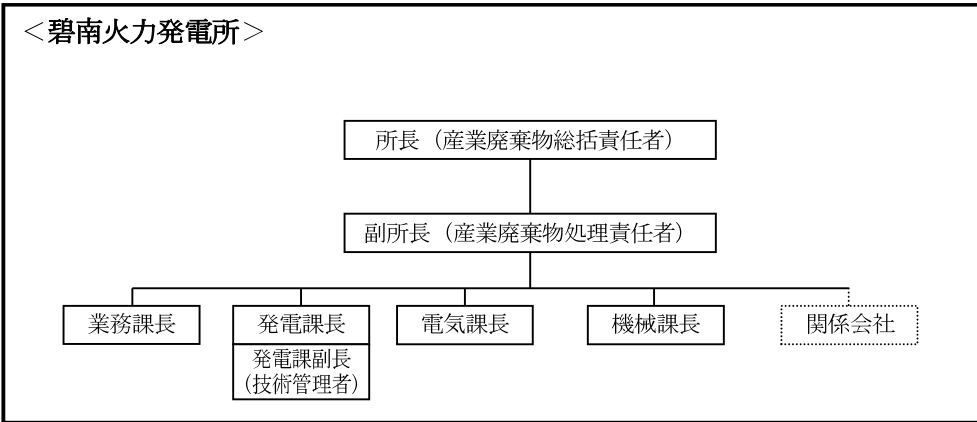 ＜碧南火力発電所＞
所長（産業廃棄物総括責任者）
副所長（産業廃棄物処理責任者）
業務課長
発電課長
電気課長
機械課長
関係会社
発電課副長
（技術管理者）